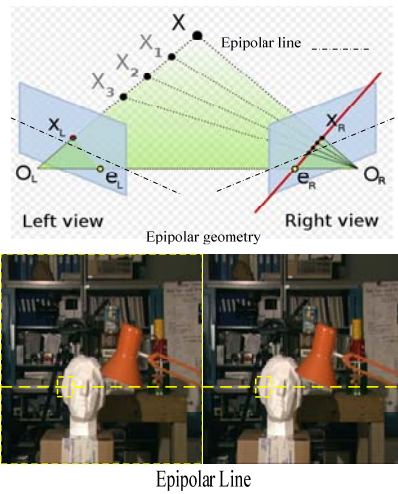 X
Epipolar line
X1
X2
X3
XL
XR
OL
eL
eR
OR
Left view
Right view
Epipolar geometry
Epipolar Line